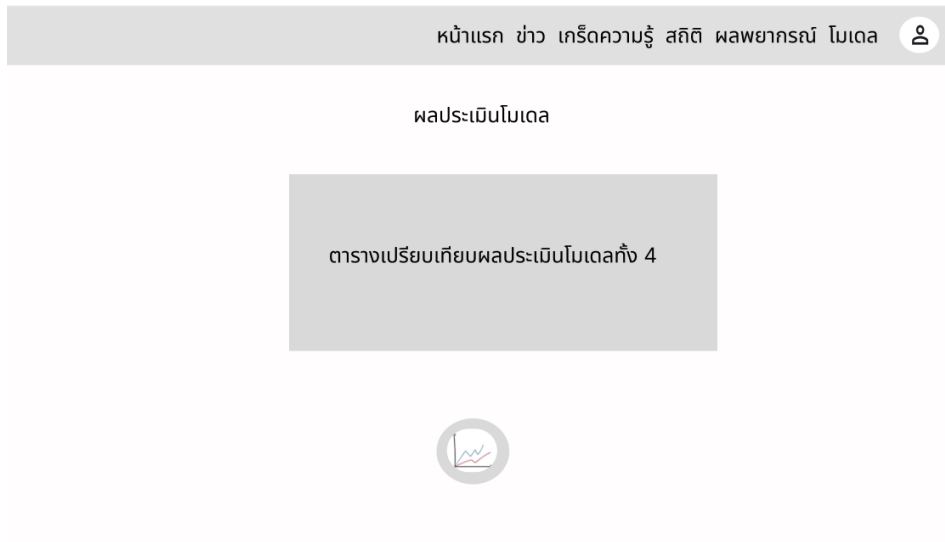 หน้าแรก ข่าว เกร็ดความรู้ สถิติ ผลพยากรณ์ โมเดล
ผลประเมินโมเดล
ตารางเปรียบเทียบผลประเมินโมเดลทั้ง 4